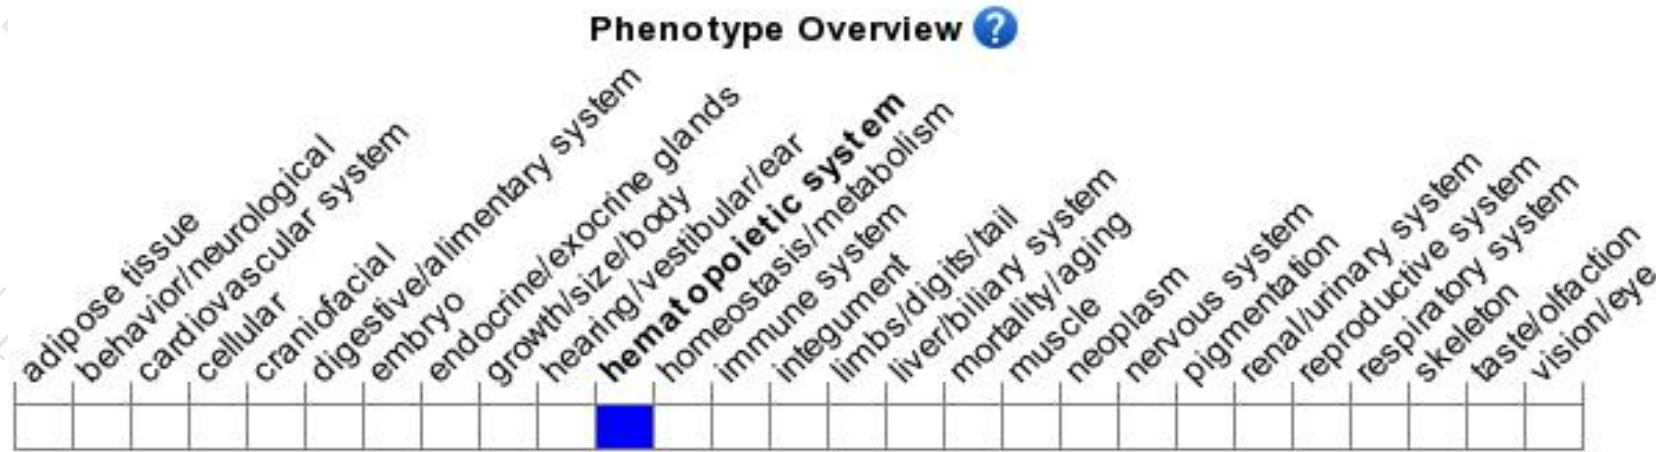 Phenotype Overview ?
adipose tissue
behavior/neurological
cardiovascular system
cellular
craniofacial
digestive/alimentary system
embryo
endocrine/exocrine glands
growth/size/body
hearing/vestibular/ear
hematopoietic system
homeostasis/metabolism
immune system
integument
limbs/digits/tail
liver/biliary system
mortality/aging
muscle
neoplasm
nervous system
pigmentation
renal/urinary system
reproductive system
respiratory system
skeleton
taste/olfaction
vision/eye